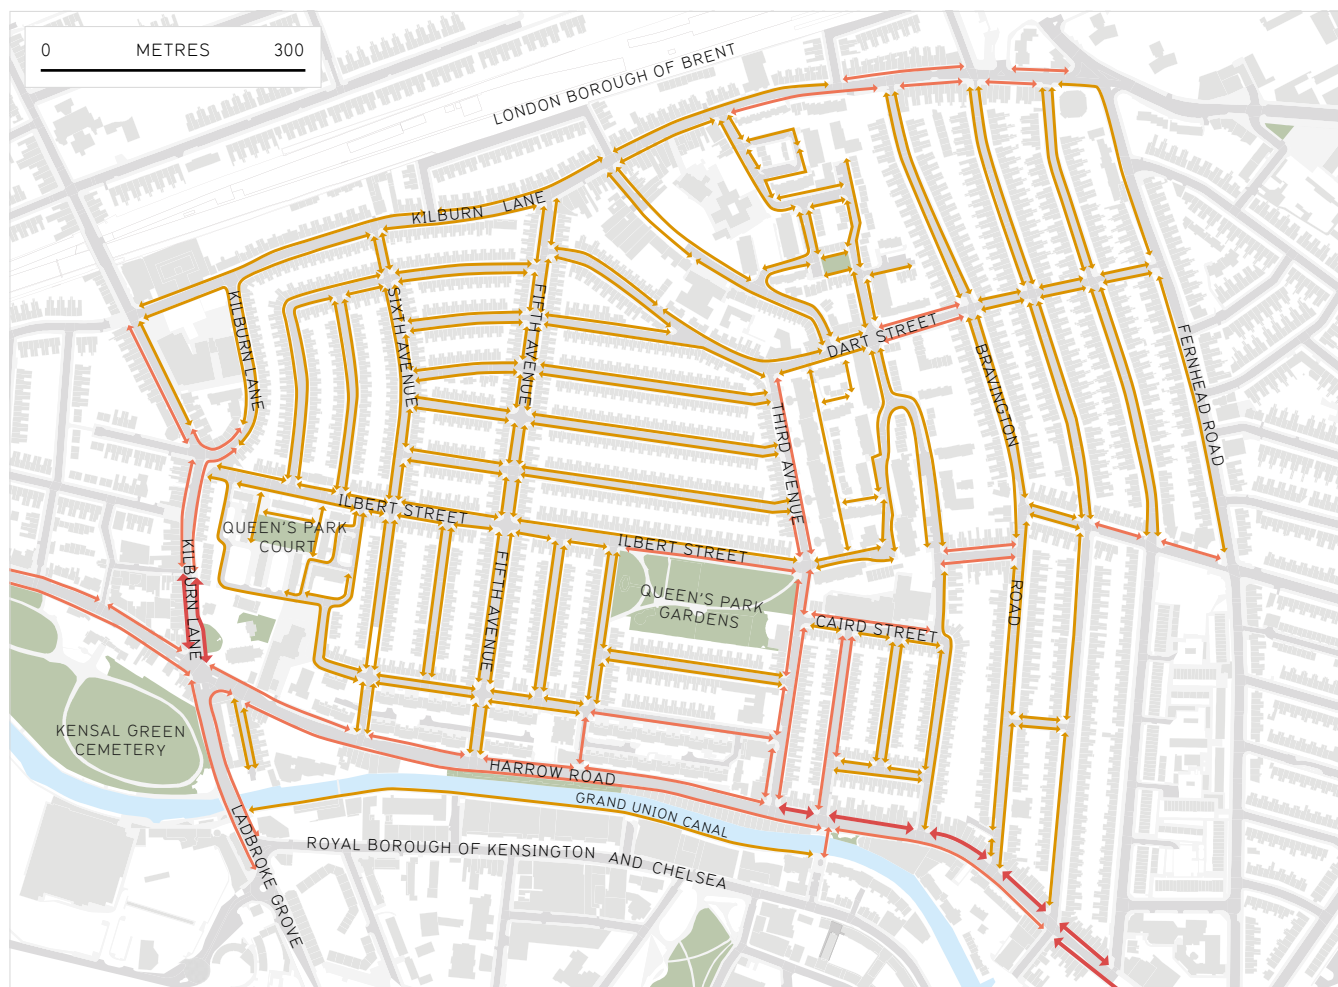 0 METRES 300
LONDON BOROUGH OF BRENT
KILBURN LANE
KILBURN LANE
SIXTH AVENUE
FIFTH AVENUE
DART STREET
BRAVINGTON
FERNHEAD ROAD
THIRD AVENUE
ILBERT STREET
QUEEN'S PARK
COURT
ILBERT STREET
KILBURN LANE
FIFTH AVENUE
QUEEN'S PARK
GARDENS
ROAD
CAIRD STREET
KENSAL GREEN
CEMETERY
HARROW ROAD
GRAND UNION CANAL
LADBROKE GROVE
ROYAL BOROUGH OF KENSINGTON AND CHELSEA